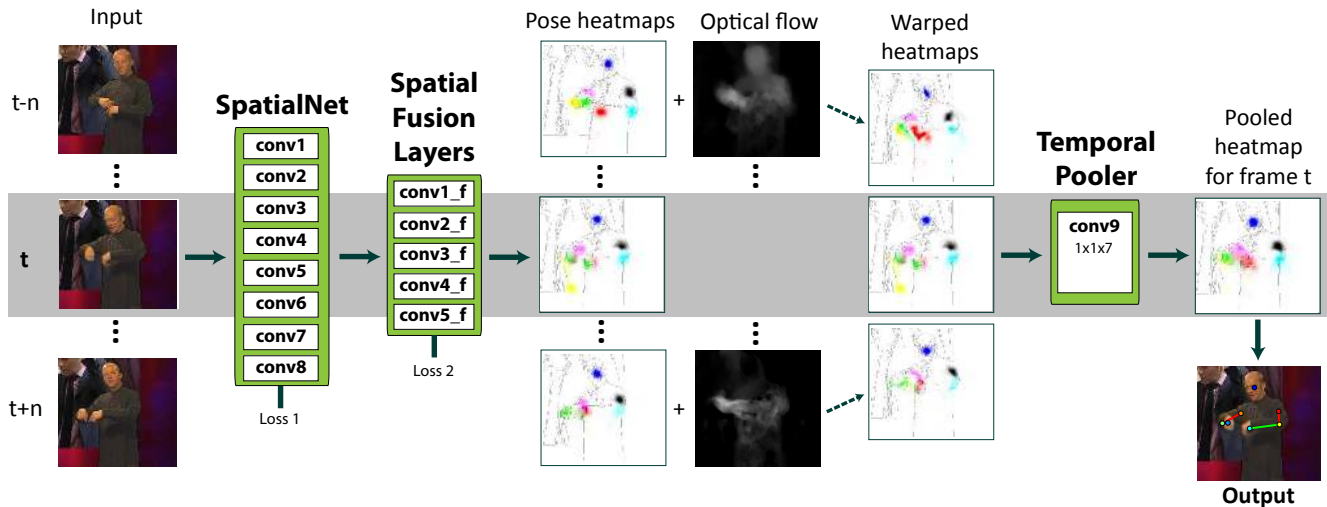 Input
Pose heatmaps
Optical flow
Warped
heatmaps
t-n
SpatialNet
conv1
conv2
conv3
conv4
conv5
conv6
conv7
conv8
Loss 1
Spatial
Fusion
Layers
conv1_f
conv2_f
conv3_f
conv4_f
conv5_f
Loss 2
+
Temporal
Pooler
conv9
1x1x7
Pooled
heatmap
for frame t
t
t+n
+
Output